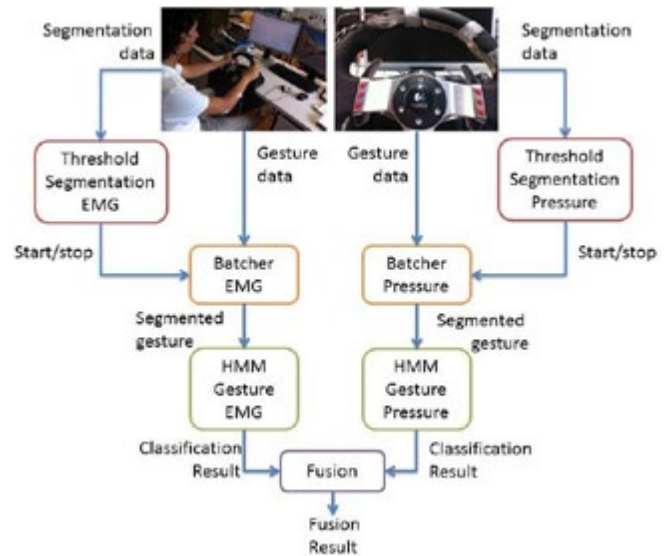 Segmentation
data
Segmentation
data
Threshold
Segmentation
EMG
Gesture
data
Gesture
data
Threshold
Segmentation
Pressure
Start/stop
Start/stop
Batcher
EMG
Batcher
Pressure
Segmented
gesture
Segmented
gesture
HMM
Gesture
EMG
HMM
Gesture
Pressure
Classification
Result
Classification
Result
Fusion
Fusion
Result